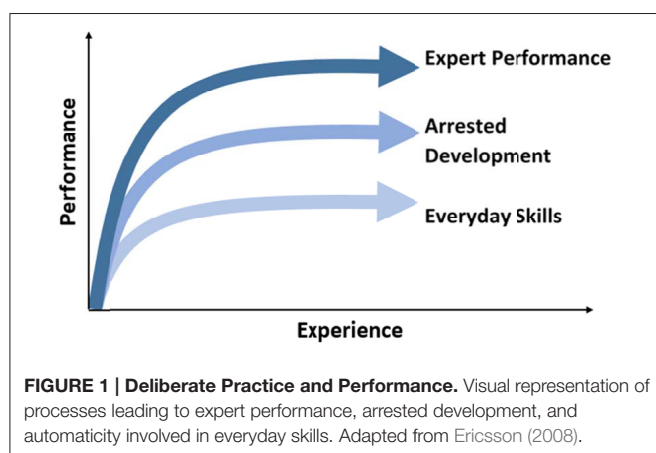 Expert Performance
Arrested
Development
Everyday Skills
Performance
Experience
FIGURE 1 | Deliberate Practice and Performance. Visual representation of
processes leading to expert performance, arrested development, and
automaticity involved in everyday skills. Adapted from Ericsson (2008).